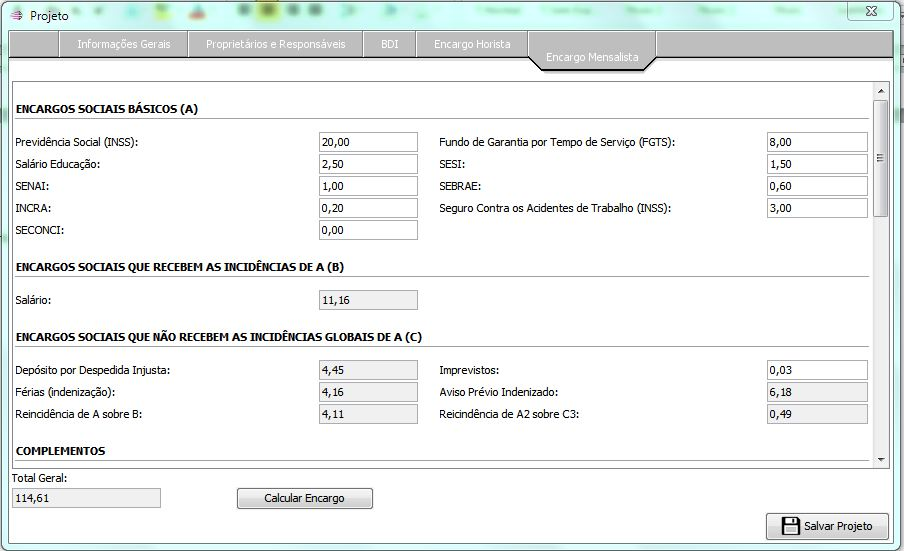 Projeto
Informações Gerais
Proprietários e Responsáveis
BDI
Encargo Horista
Encargo Mensalista
ENCARGOS SOCIAIS BÁSICOS (A)
Previdência Social (INSS): 20,00 Fundo de Garantia por Tempo de Serviço (FGTS): 8,00
Salário Educação: 2,50 SESI: 1,50
SENAI: 1,00 SEBRAE: 0,60
INCRA: 0,20 Seguro Contra os Acidentes de Trabalho (INSS): 3,00
SECONCI: 0,00
ENCARGOS SOCIAIS QUE RECEBEM AS INCIDÊNCIAS DE A (B)
Salário: 11,16
ENCARGOS SOCIAIS QUE NÃO RECEBEM AS INCIDÊNCIAS GLOBAIS DE A (C)
Depósito por Despedida Injusta: 4,45 Imprevistos: 0,03
Férias (indenização): 4,16 Aviso Prévio Indenizado: 6,18
Reincidência de A sobre B: 4,11 Reicindência de A2 sobre C3: 0,49
COMPLEMENTOS
Total Geral:
114,61
Calcular Encargo
Salvar Projeto